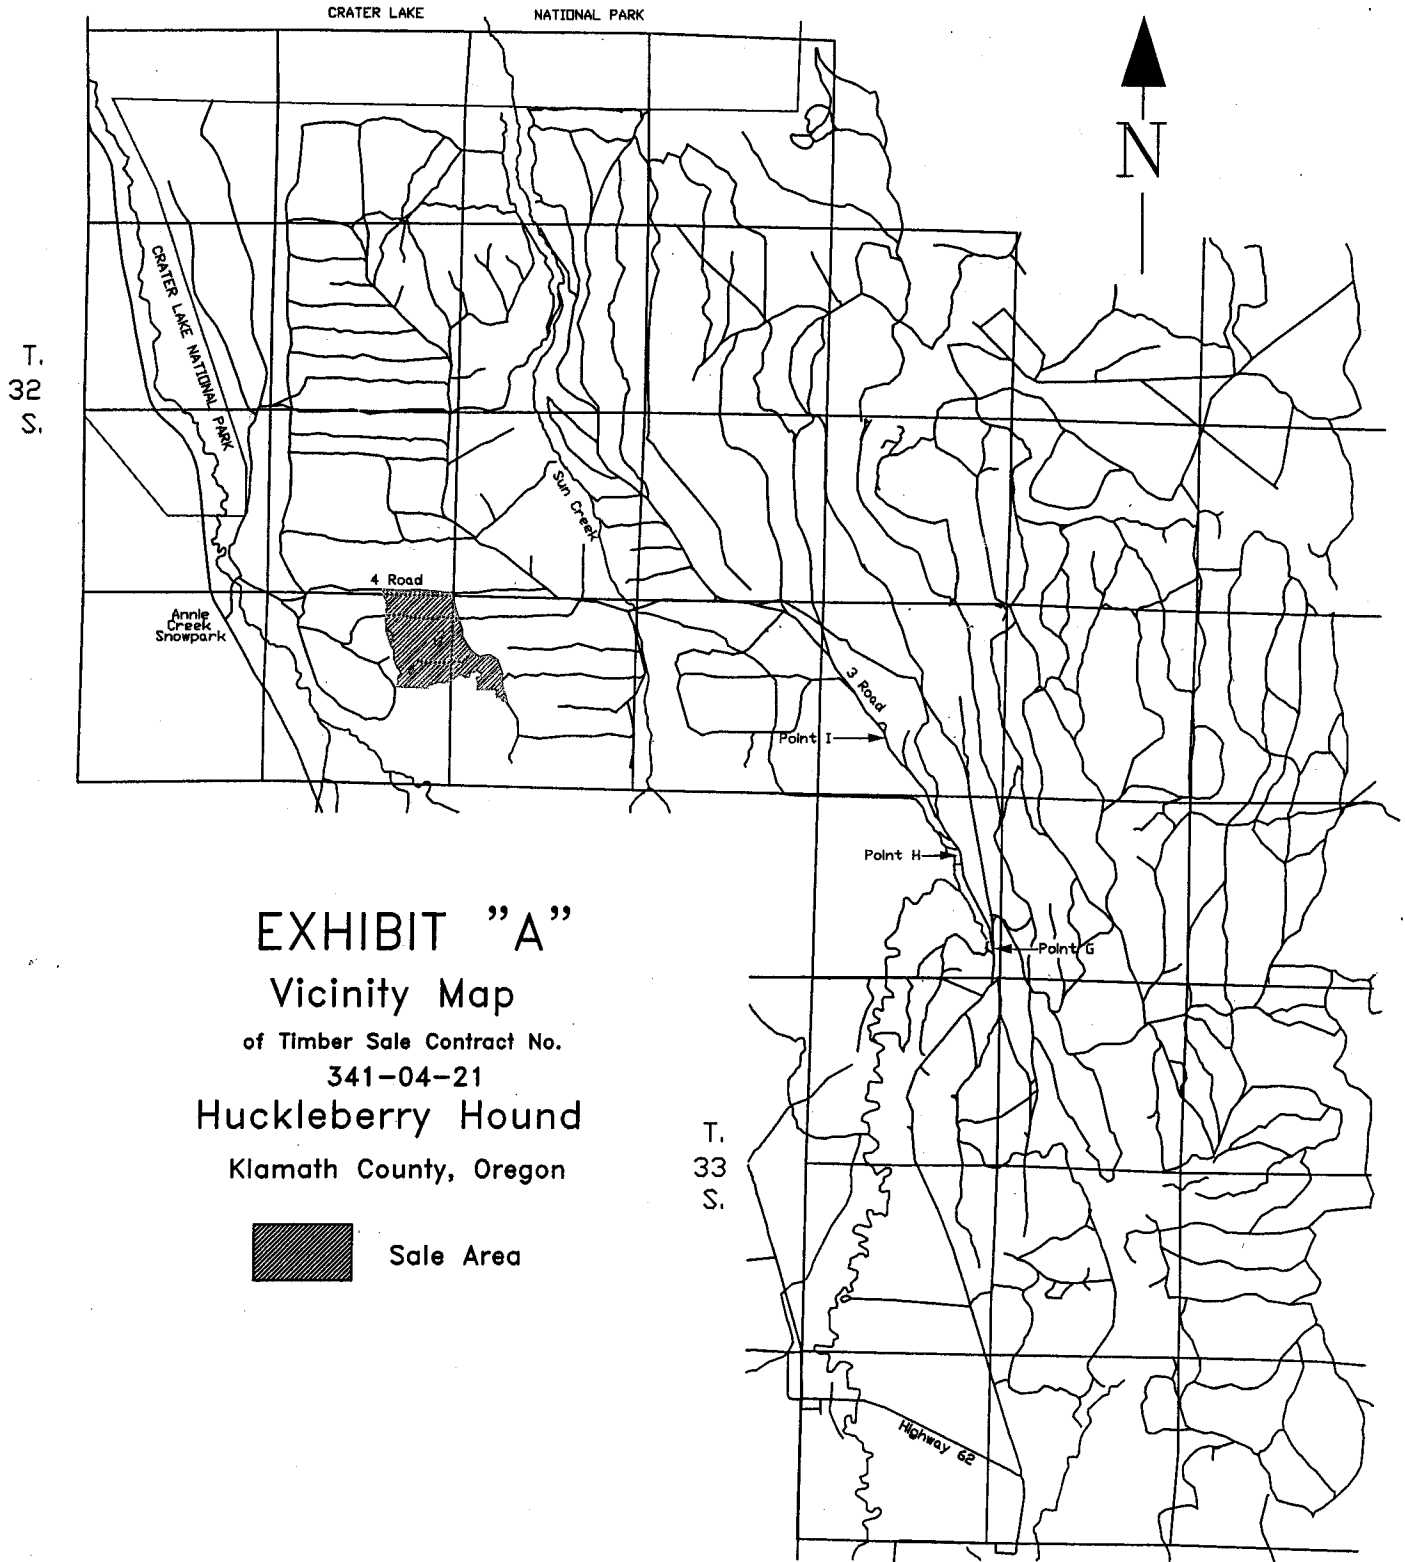 CRATER LAKE NATIONAL PARK
N
CRATER LAKE NATIONAL PARK
T.
32
S.
Sun Creek
4 Road
Annie
Creek
Snowpark
3 Road
Point I
Point H
Point G
EXHIBIT "A"
Vicinity Map
of Timber Sale Contract No.
341-04-21
Huckleberry Hound
Klamath County, Oregon
Sale Area
T.
33
S.
Highway 62